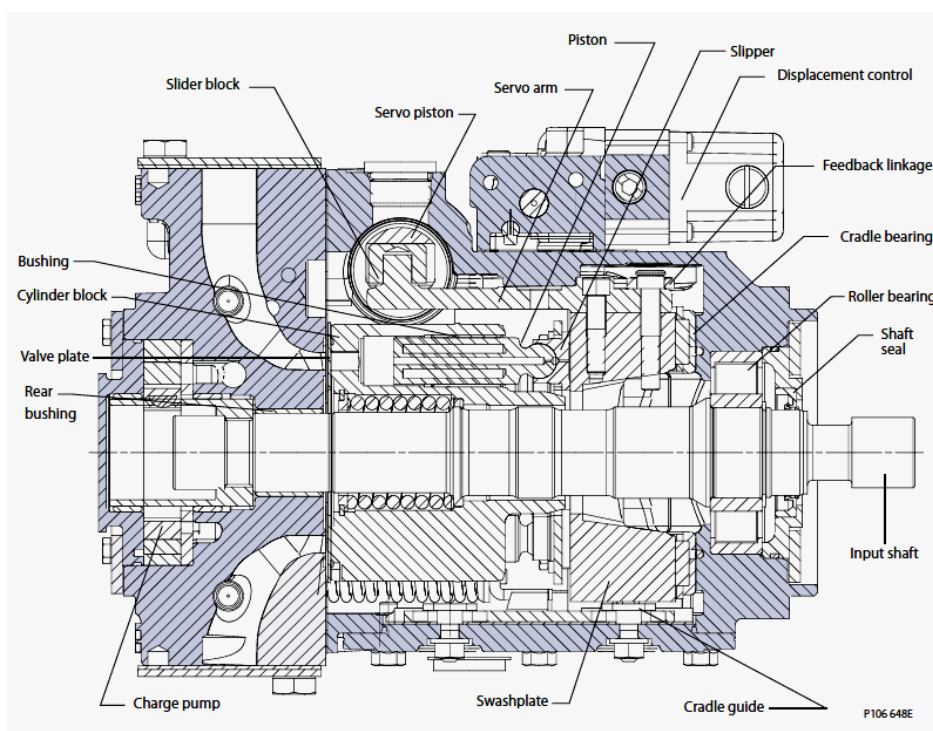 Piston
Slipper
Displacement control
Slider block
Servo arm
Servo piston
Feedback linkage
Cradle bearing
Bushing
Cylinder block
Roller bearing
Shaft
seal
Valve plate
Rear
bushing
Input shaft
Charge pump
Swashplate
Cradle guide
P106 648E